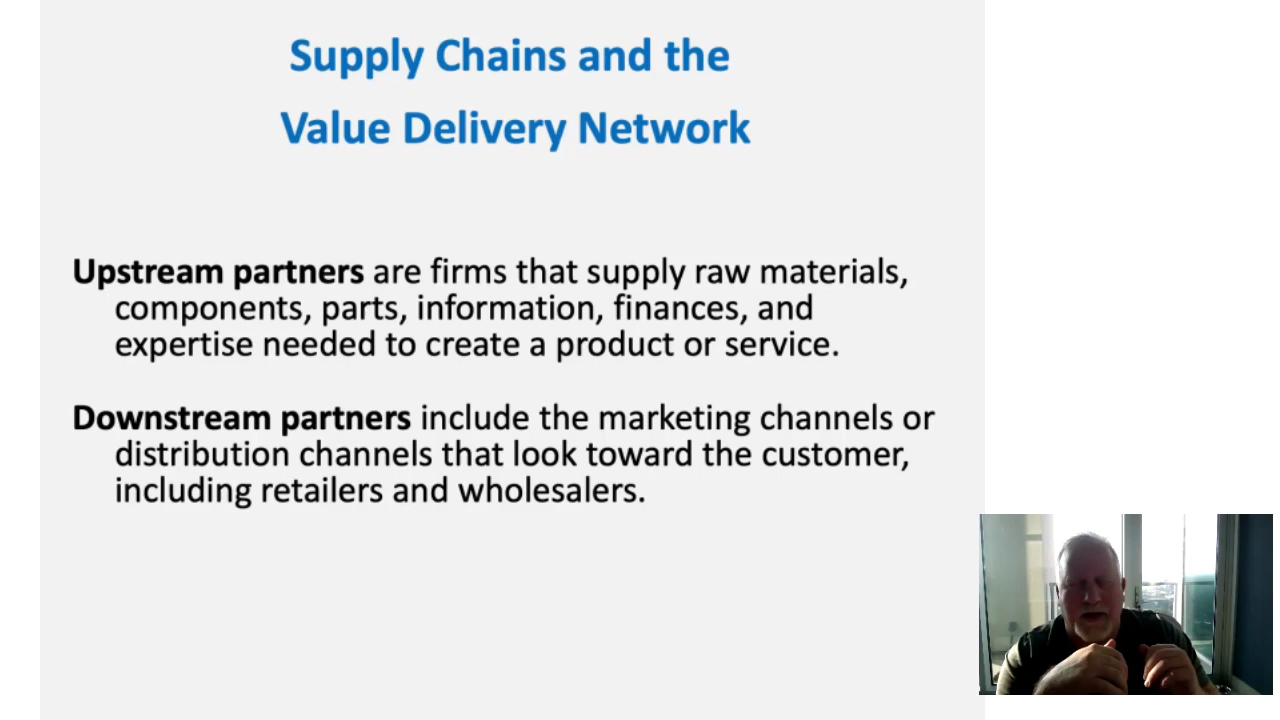 Supply Chains and the
Value Delivery Network
Upstream partners are firms that supply raw materials,
components, parts, information, finances, and
expertise needed to create a product or service.
Downstream partners include the marketing channels or
distribution channels that look toward the customer,
including retailers and wholesalers.